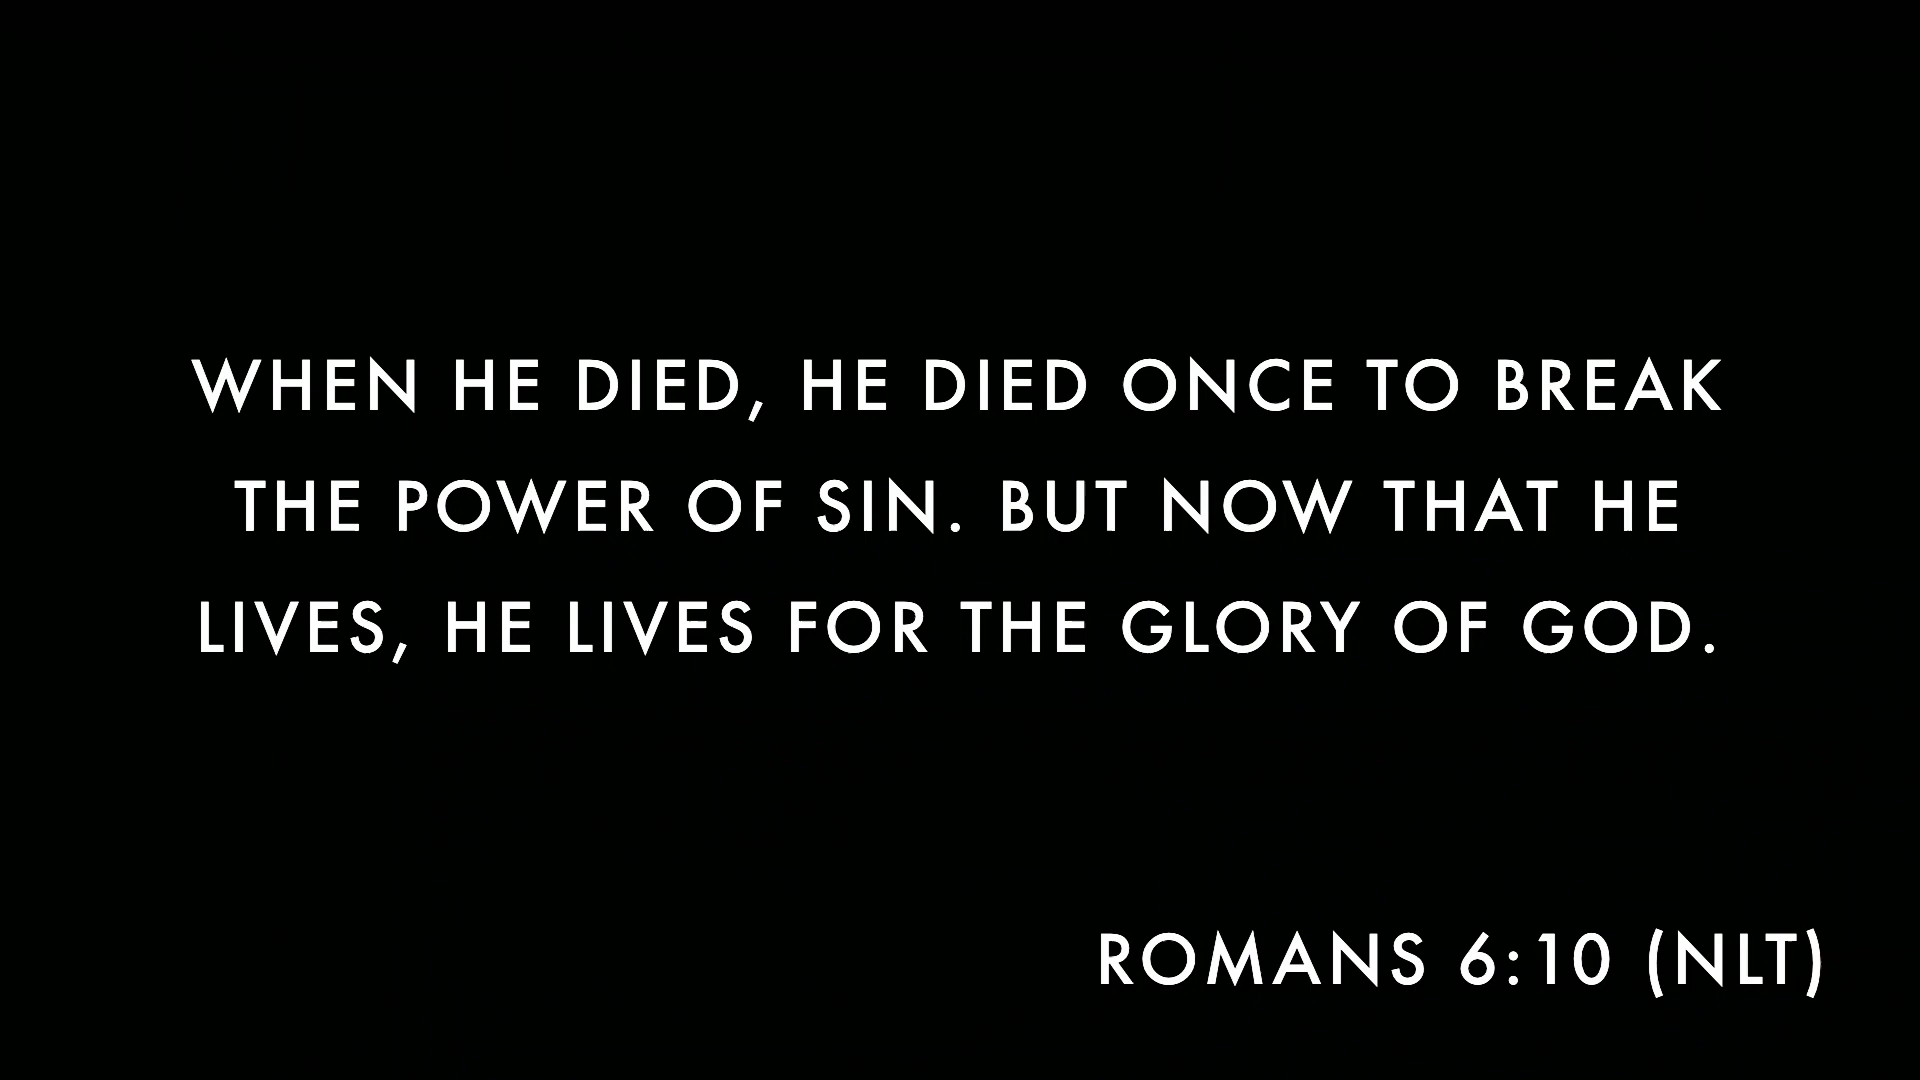 WHEN HE DIED, HE DIED ONCE TO BREAK
THE POWER OF SIN. BUT NOW THAT HE
LIVES, HE LIVES FOR THE GLORY OF GOD.
ROMANS 6:10 (NLT)